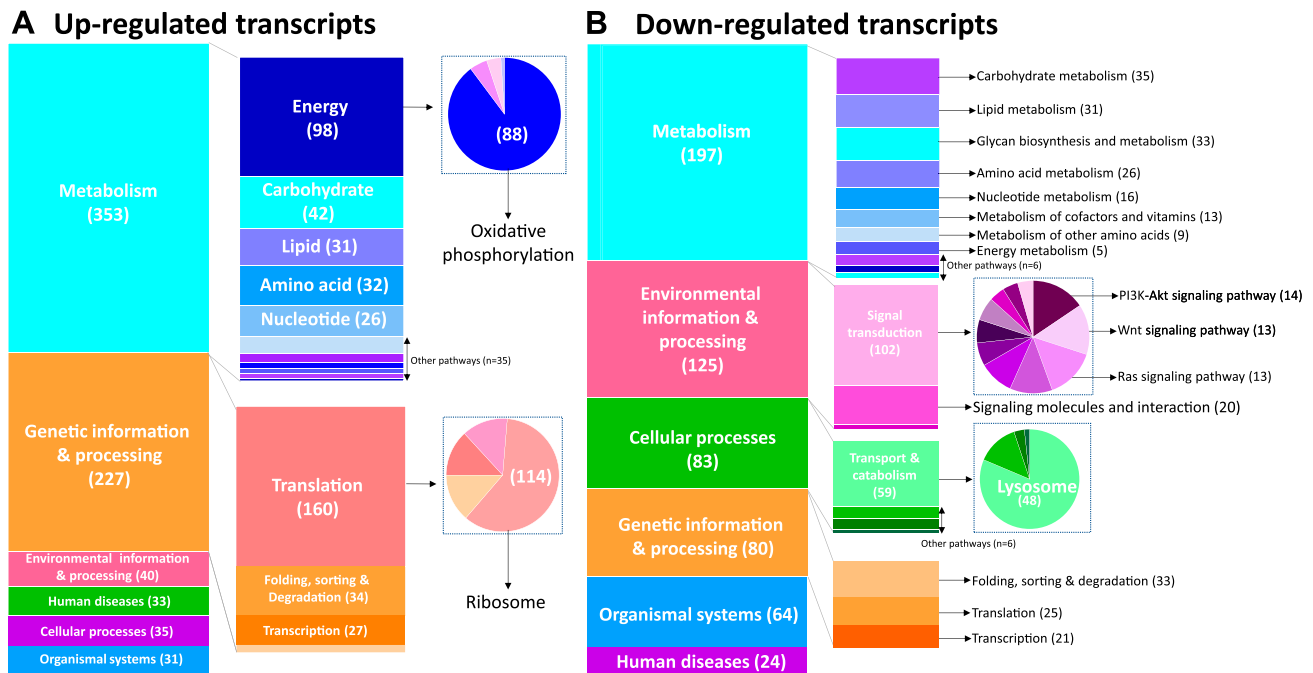 A Up-regulated transcripts
Metabolism
(353)
Genetic information
& processing
(227)
Environmental information
& processing (40)
Human diseases (33)
Cellular processes (35)
Organismal systems (31)
Energy
(98)
Carbohydrate
(42)
Lipid (31)
Amino acid (32)
Nucleotide (26)
Other pathways (n=35)
(88)
Oxidative
phosphorylation
Translation
(160)
Folding, sorting &
Degradation (34)
Transcription (27)
(114)
Ribosome
B Down-regulated transcripts
Metabolism
(197)
Environmental
information &
processing
(125)
Cellular processes
(83)
Genetic information
& processing (80)
Organismal systems (64)
Human diseases (24)
Carbohydrate metabolism (35)
Lipid metabolism (31)
Glycan biosynthesis and metabolism (33)
Amino acid metabolism (26)
Nucleotide metabolism (16)
Metabolism of cofactors and vitamins (13)
Metabolism of other amino acids (9)
Energy metabolism (5)
Other pathways (n=6)
Signal
transduction
(102)
PI3K-Akt signaling pathway (14)
Wnt signaling pathway (13)
Ras signaling pathway (13)
Signaling molecules and interaction (20)
Transport &
catabolism
(59)
Lysosome
(48)
Other pathways (n=6)
Folding, sorting & degradation (33)
Translation (25)
Transcription (21)